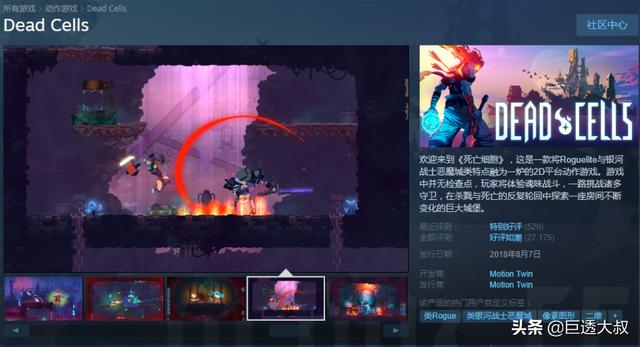 所有游戏 > 动作游戏 > Dead Cells
Dead Cells
社区中心
DEAD CELLS
欢迎来到《死亡细胞》，这是一款将Roguelite与银河
战士恶魔城类特点融为一炉的2D平台动作游戏。游戏
中并无检查点，玩家将体验魂味战斗，一路挑战诸多
守卫，在杀戮与死亡的反复轮回中探索一座房间不断
变化的巨大城堡。
最近评测： 特别好评 (520)
全部评测： 好评如潮 (27,175)
发行日期： 2018年8月7日
开发商： Motion Twin
发行商： Motion Twin
该产品的热门用户自定义标签：
类Rogue 类银河战士恶魔城 像素图形 二维 +
头条 @巨透大叔